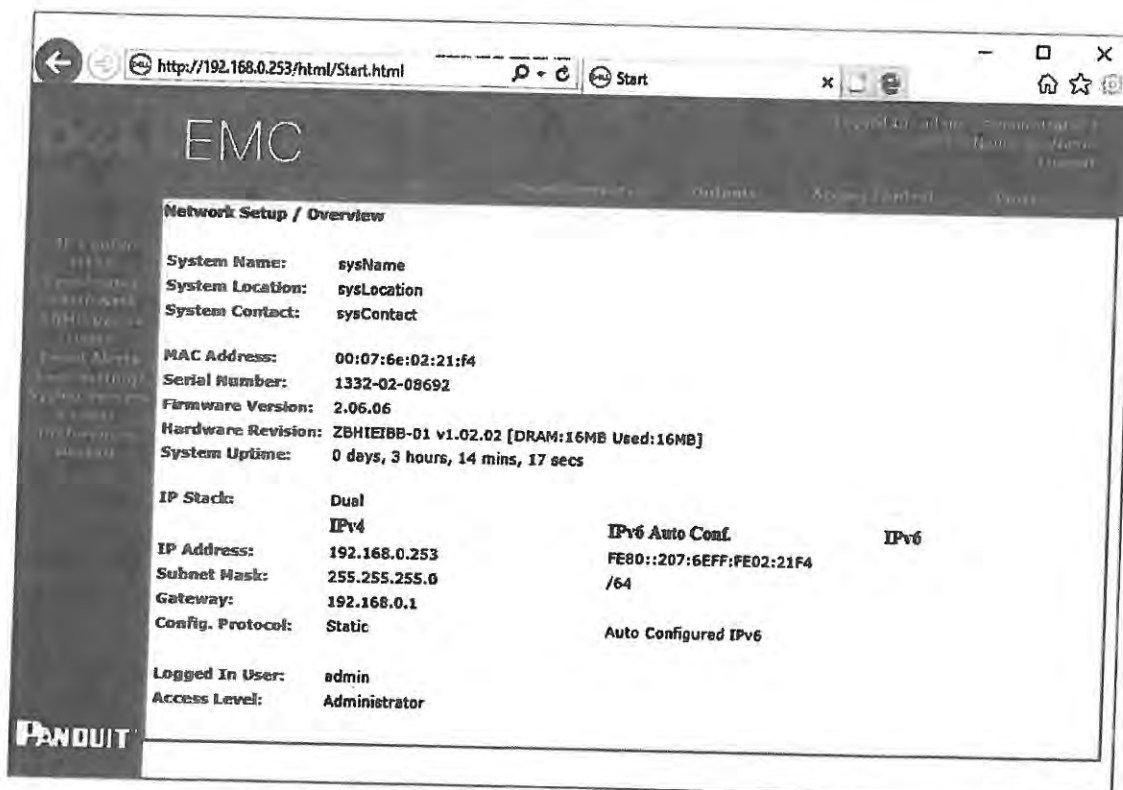 http://192.168.0.253/html/Start.html
Start
EMC
Outputs
Access Control
Network Setup / Overview
System Name: sysName
System Location: sysLocation
System Contact: sysContact
MAC Address: 00:07:6e:02:21:f4
Serial Number: 1332-02-08692
Firmware Version: 2.06.06
Hardware Revision: ZBHIEIBB-01 v1.02.02 [DRAM:16MB Used:16MB]
System Uptime: 0 days, 3 hours, 14 mins, 17 secs
IP Stack: Dual
IPv4 IPv6 Auto Conf. IPv6
IP Address: 192.168.0.253 FE80::207:6EFF:FE02:21F4
Subnet Mask: 255.255.255.0 /64
Gateway: 192.168.0.1
Config. Protocol: Static Auto Configured IPv6
Logged In User: admin
Access Level: Administrator
PANDUIT